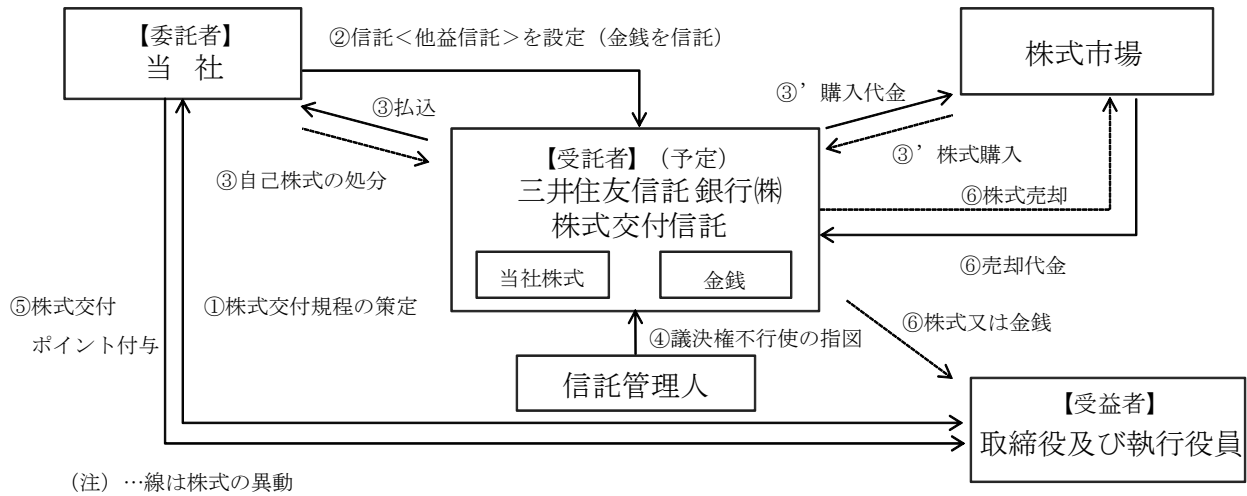 【委託者】
当 社
②信託＜他益信託＞を設定（金銭を信託）
株式市場
③払込
③自己株式の処分
③’購入代金
③’株式購入
【受託者】（予定）
三井住友信託銀行㈱
株式交付信託
当社株式
金銭
⑥株式売却
⑥売却代金
⑤株式交付
ポイント付与
①株式交付規程の策定
④議決権不行使の指図
⑥株式又は金銭
信託管理人
【受益者】
取締役及び執行役員
（注）…線は株式の異動